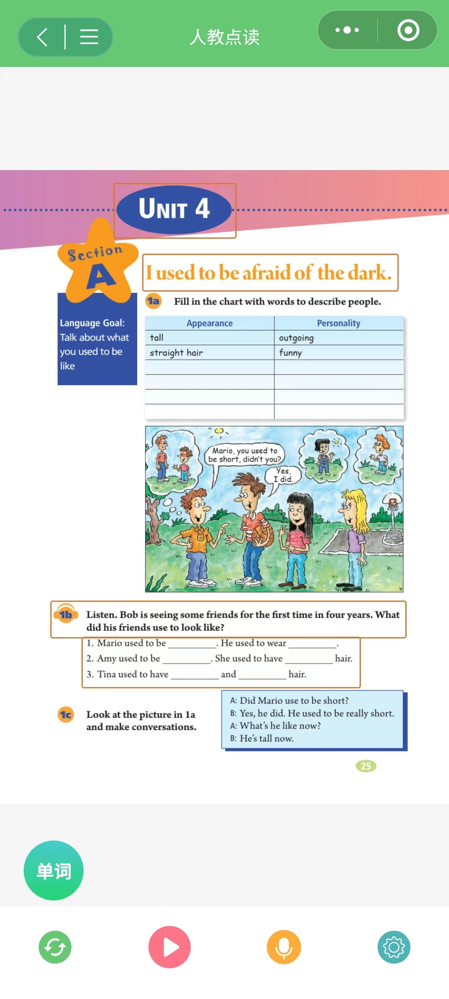 人教点读
UNIT 4
Section
A
I used to be afraid of the dark.
Language Goal:
Talk about what
you used to be
like
1a Fill in the chart with words to describe people.
Appearance Personality
tall outgoing
straight hair funny
Mario, you used to
be short, didn't you?
Yes,
I did.
1b Listen. Bob is seeing some friends for the first time in four years. What
did his friends use to look like?
1. Mario used to be __________. He used to wear __________.
2. Amy used to be __________. She used to have __________ hair.
3. Tina used to have __________ and __________ hair.
1c Look at the picture in 1a
and make conversations.
A: Did Mario use to be short?
B: Yes, he did. He used to be really short.
A: What's he like now?
B: He's tall now.
25
单词